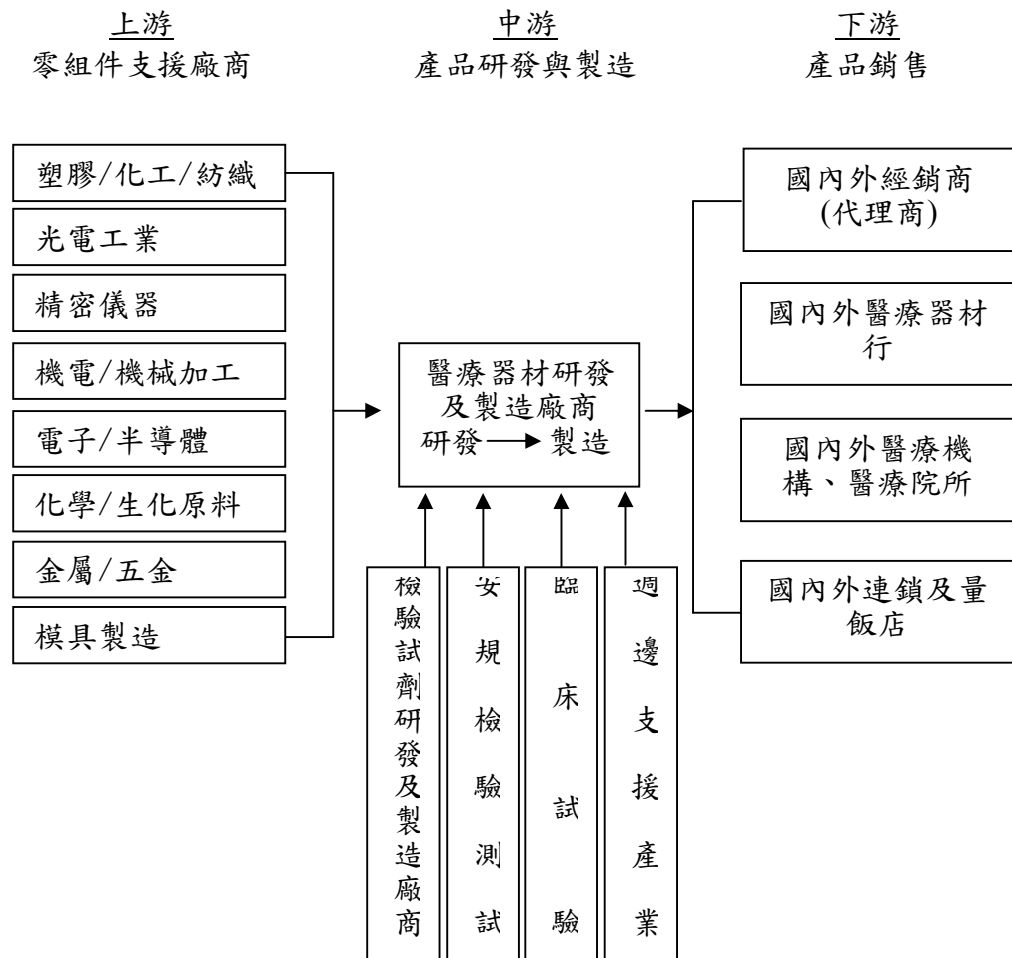 上游
零組件支援廠商
中游
產品研發與製造
下游
產品銷售
塑膠/化工/紡織
光電工業
精密儀器
機電/機械加工
電子/半導體
化學/生化原料
金屬/五金
模具製造
醫療器材研發
及製造廠商
研發 製造
檢驗試劑研發及製造廠商
安規檢驗測試
臨床試驗
週邊支援產業
國內外經銷商
(代理商)
國內外醫療器材
行
國內外醫療機
構、醫療院所
國內外連鎖及量
飯店